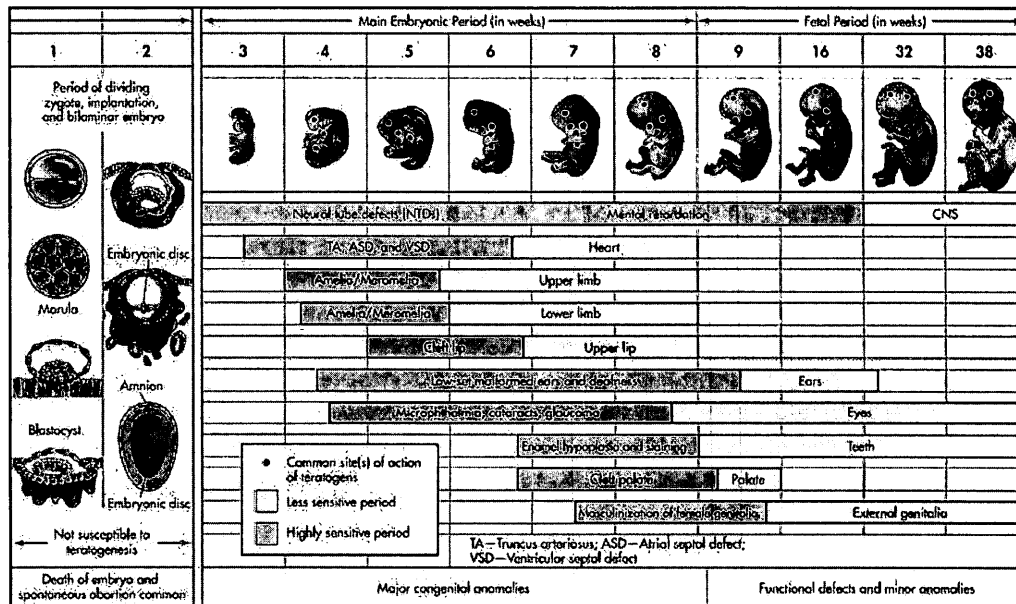 Main Embryonic Period (in weeks)
Fetal Period (in weeks)
1 2 3 4 5 6 7 8 9 16 32 38
Period of dividing
zygote, implantation,
and bilaminar embryo
Neural tube defects (NTDs)
Mental retardation
CNS
TA, ASD, and VSD
Heart
Embryonic disc
Amelia/Meromelia
Upper limb
Morula
Amelia/Meromelia
Lower limb
Cleft lip
Upper lip
Low-set malformed ears and deafness
Ears
Amnion
Microphthalmia, cataracts, glaucoma
Eyes
Blastocyst
Enamel hypoplasia and staining
Teeth
Common site(s) of action
of teratogens
Cleft palate
Palate
Less sensitive period
Embryonic disc
Masculinization of female genitalia
External genitalia
Highly sensitive period
Not susceptible to
teratogenesis
TA—Truncus arteriosus; ASD—Atrial septal defect;
VSD—Ventricular septal defect
Death of embryo and
spontaneous abortion common
Major congenital anomalies
Functional defects and minor anomalies